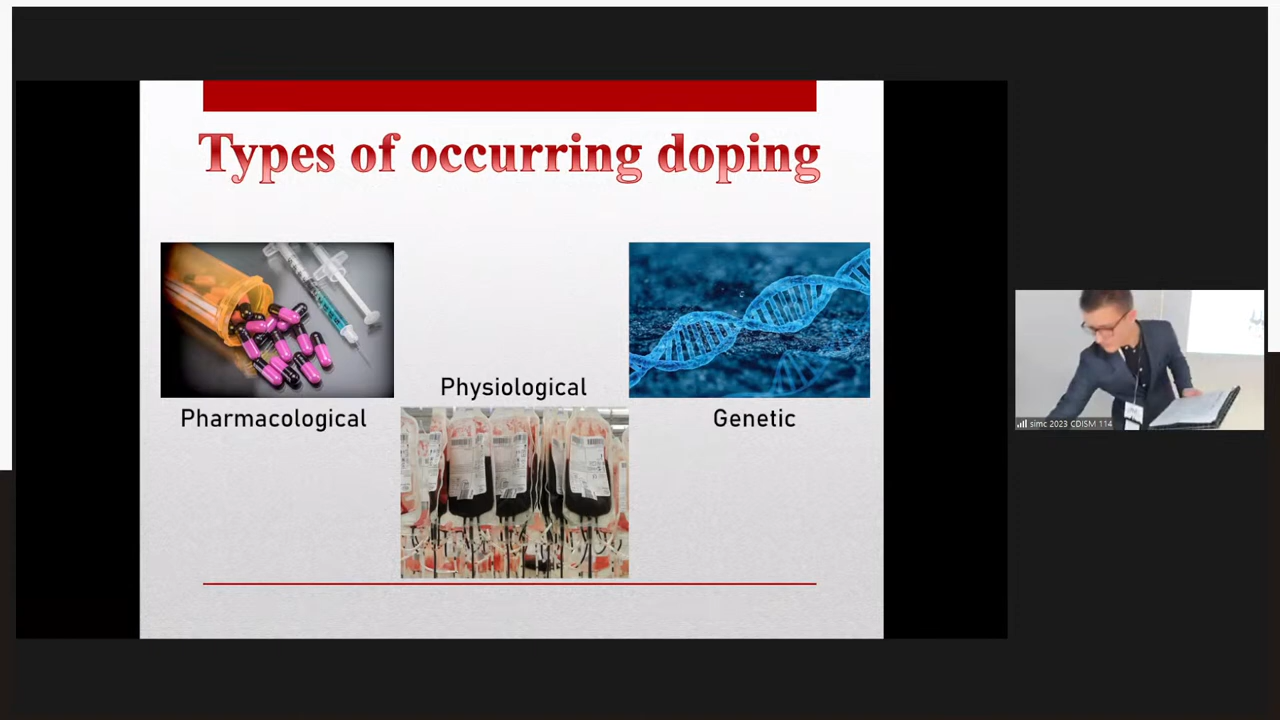 Types of occurring doping
Physiological
Pharmacological
Genetic
simc 2023 CDISM 114